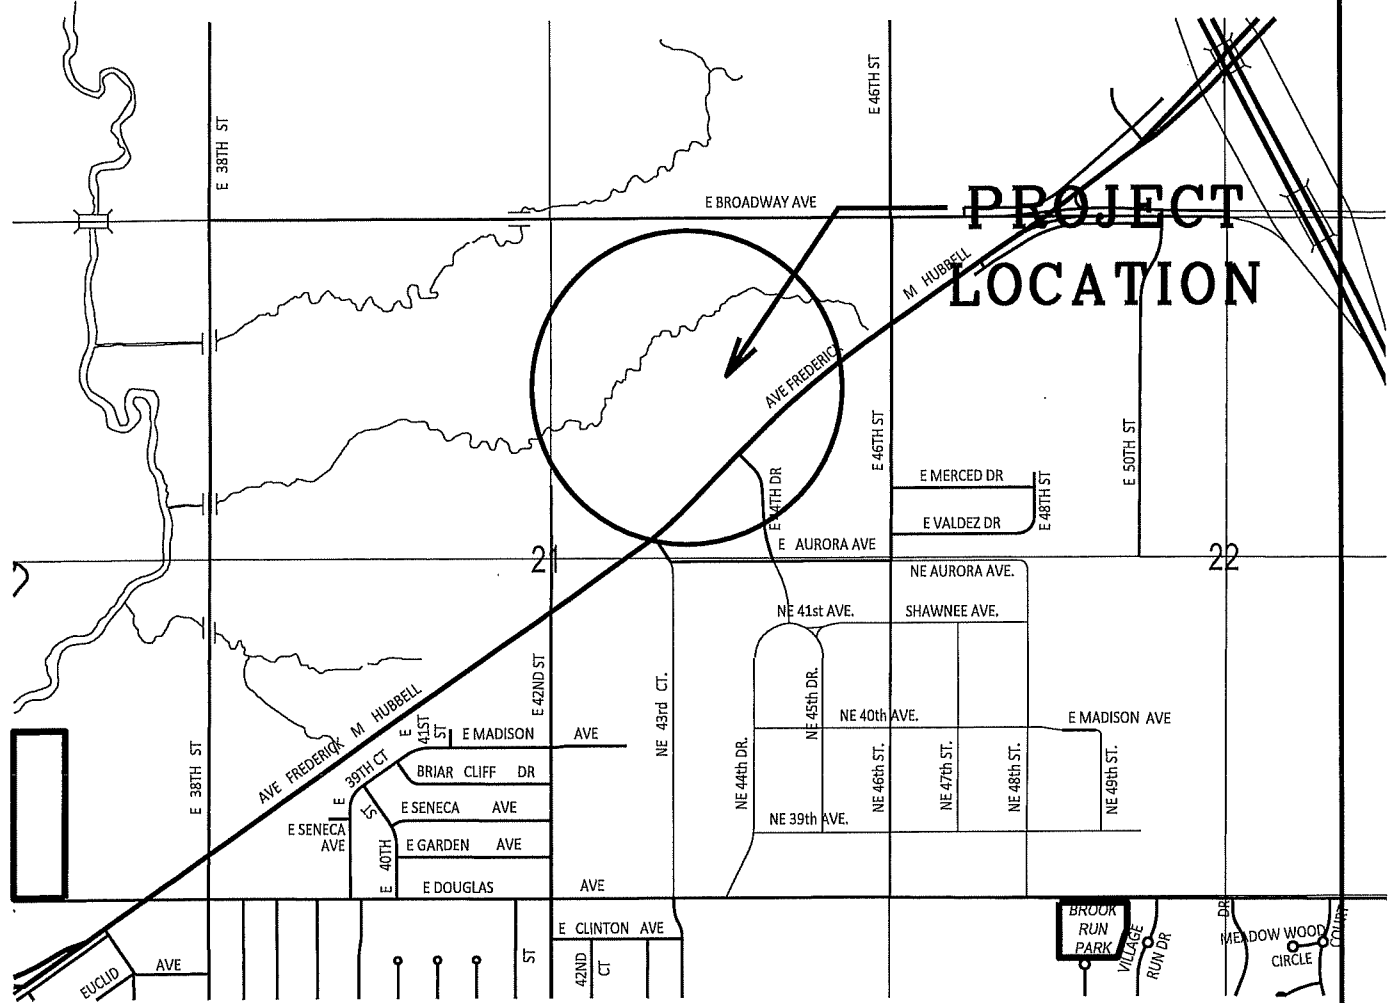 E 46TH ST
E 38TH ST
E BROADWAY AVE
PROJECT
LOCATION
M HUBBELL
AVE FREDERICK
E 46TH ST
E 50TH ST
E MERCED DR
E 48TH ST
E VALDEZ DR
E 44TH DR
E AURORA AVE
21
22
NE AURORA AVE.
NE 41st AVE.
SHAWNEE AVE.
E 42ND ST
NE 43rd CT.
NE 45th DR.
NE 40th AVE.
E MADISON AVE
AVE FREDERICK M HUBBELL
E 41ST ST
E MADISON AVE
E 38TH ST
39TH CT
BRIAR CLIFF DR
NE 44th DR.
NE 46th ST.
NE 47th ST.
NE 48th ST.
NE 49th ST.
E
ST
E SENECA AVE
E SENECA
AVE
NE 39th AVE.
E 40TH
E GARDEN AVE
E DOUGLAS AVE
BROOK
RUN
PARK
DR
COURT
E CLINTON AVE
ST
42ND
CT
VILLAGE
RUN DR
MEADOW WOOD
CIRCLE
EUCLID AVE